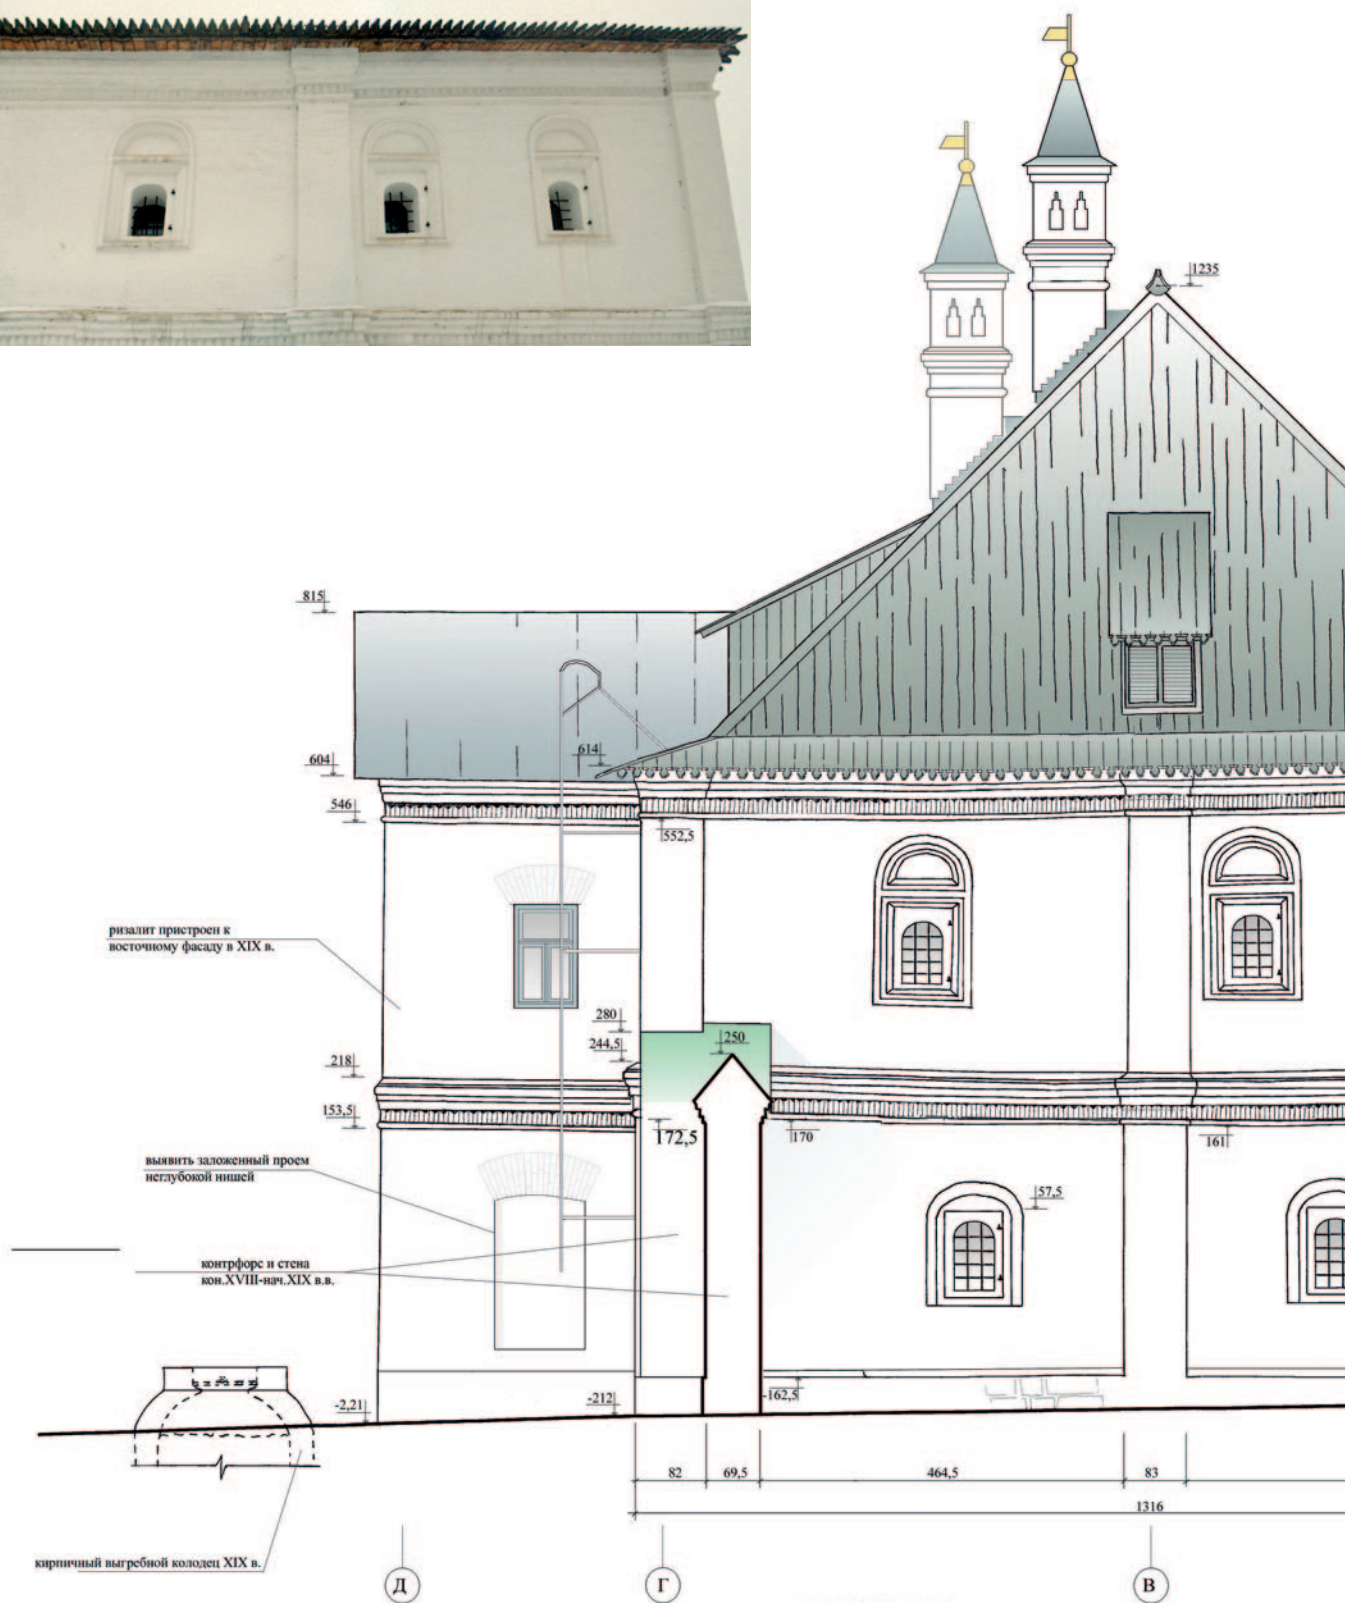 1235
815
614
604
546
552,5
ризалит пристроен к
восточному фасаду в XIX в.
280
250
244,5
218
153,5
172,5
170
161
выявить заложенный проем
неглубокой нишей
57,5
контрфорс и стена
кон.XVIII-нач.XIX в.в.
-162,5
-2,21
-212
82
69,5
464,5
83
1316
кирпичный выгребной колодец XIX в.
Д
Г
В